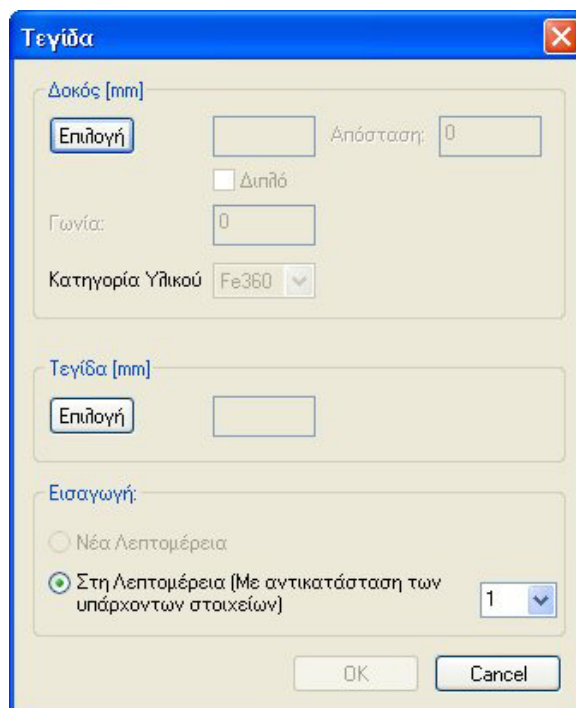 Τεγίδα
Δοκός [mm]
Επιλογή Απόσταση: 0
Διπλό
Γωνία: 0
Κατηγορία Υλικού Fe360
Τεγίδα [mm]
Επιλογή
Εισαγωγή:
Νέα Λεπτομέρεια
Στη Λεπτομέρεια (Με αντικατάσταση των
υπάρχοντων στοιχείων) 1
OK Cancel